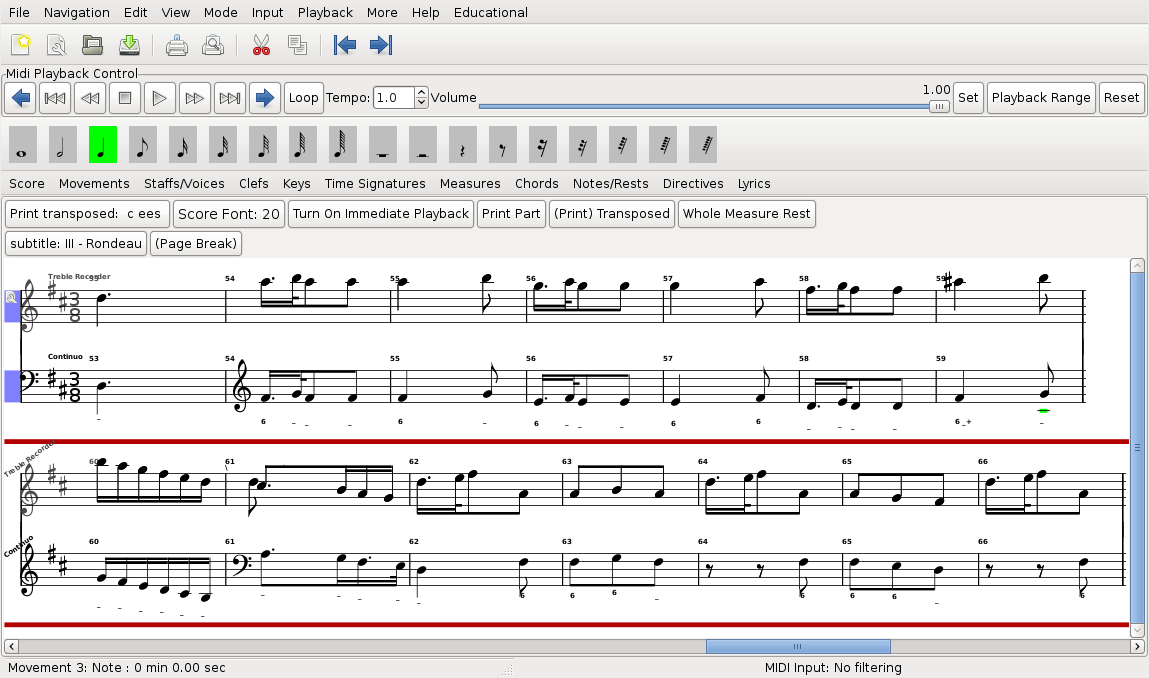 File Navigation Edit View Mode Input Playback More Help Educational
Midi Playback Control
Loop Tempo: 1.0 Volume 1.00 Set Playback Range Reset
Score Movements Staffs/Voices Clefs Keys Time Signatures Measures Chords Notes/Rests Directives Lyrics
Print transposed: c ees Score Font: 20 Turn On Immediate Playback Print Part (Print) Transposed Whole Measure Rest
subtitle: III - Rondeau (Page Break)
Treble Recorder 53 54 55 56 57 58 59
3 8
Continuo 53 54 55 56 57 58 59
3 8
6 _ _ _ 6 _ 6 _ _ _ 6 6 _ _ _ _ 6 _+ _
Treble Recorder 60 61 62 63 64 65 66
Continuo 60 61 62 63 64 65 66
_ _ _ _ _ _ _ _ _ _ _ 6 6 6 _ 6 6 6 _ 6
Movement 3: Note : 0 min 0.00 sec MIDI Input: No filtering